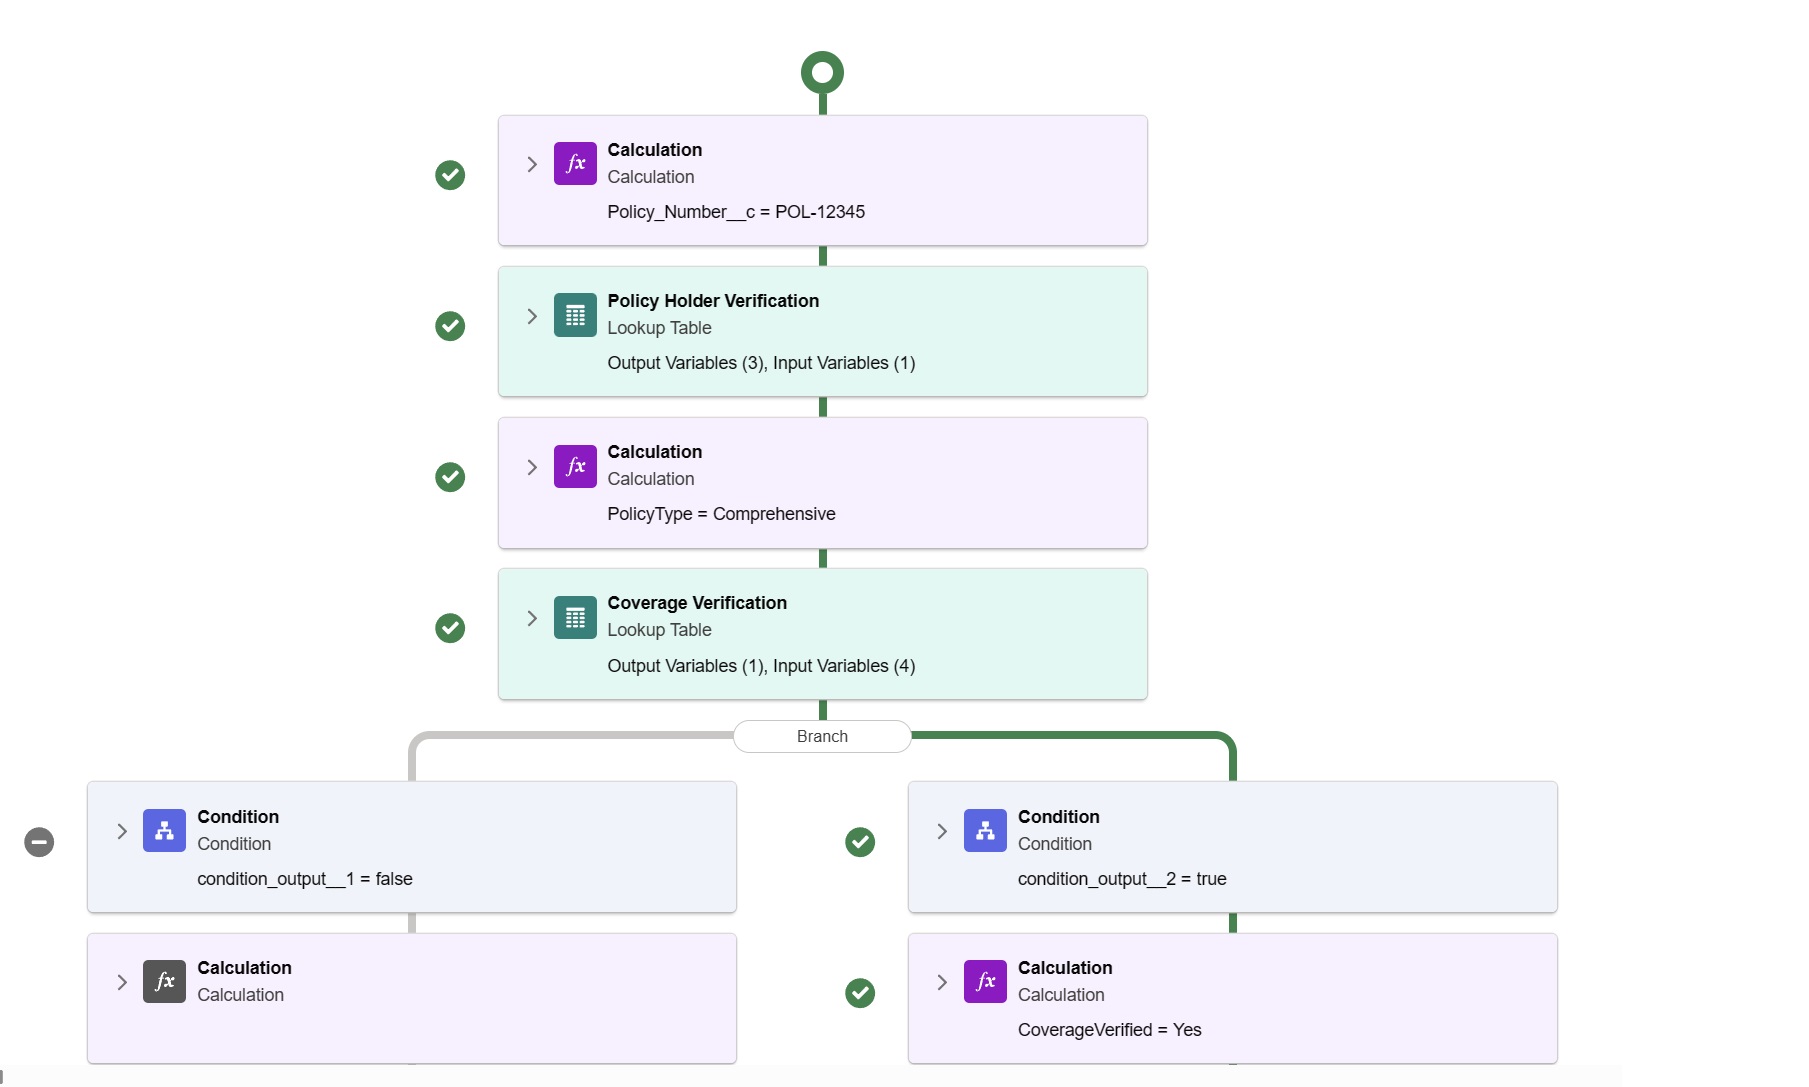 Calculation
Calculation
Policy_Number__c = POL-12345
Policy Holder Verification
Lookup Table
Output Variables (3), Input Variables (1)
Calculation
Calculation
PolicyType = Comprehensive
Coverage Verification
Lookup Table
Output Variables (1), Input Variables (4)
Branch
Condition
Condition
condition_output__1 = false
Calculation
Calculation
Condition
Condition
condition_output__2 = true
Calculation
Calculation
CoverageVerified = Yes